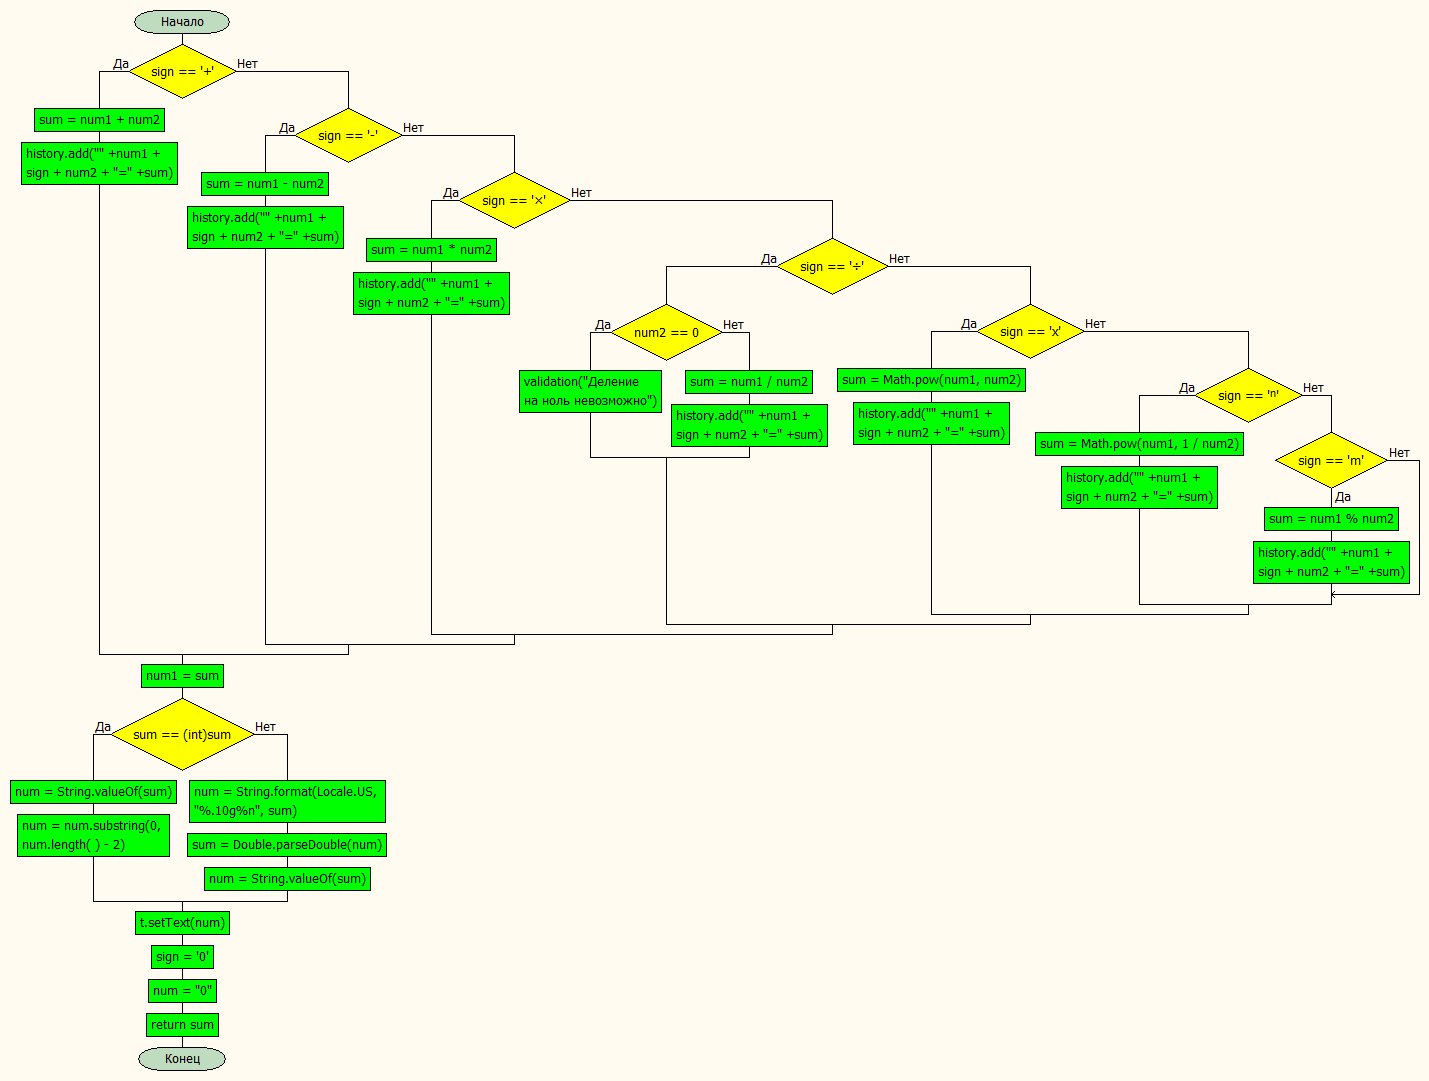 Начало
sign == '+'
Да
Нет
sum = num1 + num2
history.add("" +num1 +
sign + num2 + "=" +sum)
sign == '-'
Да
Нет
sum = num1 - num2
history.add("" +num1 +
sign + num2 + "=" +sum)
sign == '×'
Да
Нет
sum = num1 * num2
history.add("" +num1 +
sign + num2 + "=" +sum)
sign == '÷'
Да
Нет
num2 == 0
Да
Нет
validation("Деление
на ноль невозможно")
sum = num1 / num2
history.add("" +num1 +
sign + num2 + "=" +sum)
sign == 'x'
Да
Нет
sum = Math.pow(num1, num2)
history.add("" +num1 +
sign + num2 + "=" +sum)
sign == 'ⁿ'
Да
Нет
sum = Math.pow(num1, 1 / num2)
history.add("" +num1 +
sign + num2 + "=" +sum)
sign == 'm'
Нет
Да
sum = num1 % num2
history.add("" +num1 +
sign + num2 + "=" +sum)
num1 = sum
sum == (int)sum
Да
Нет
num = String.valueOf(sum)
num = num.substring(0,
num.length( ) - 2)
num = String.format(Locale.US,
"%.10g%n", sum)
sum = Double.parseDouble(num)
num = String.valueOf(sum)
t.setText(num)
sign = '0'
num = "0"
return sum
Конец